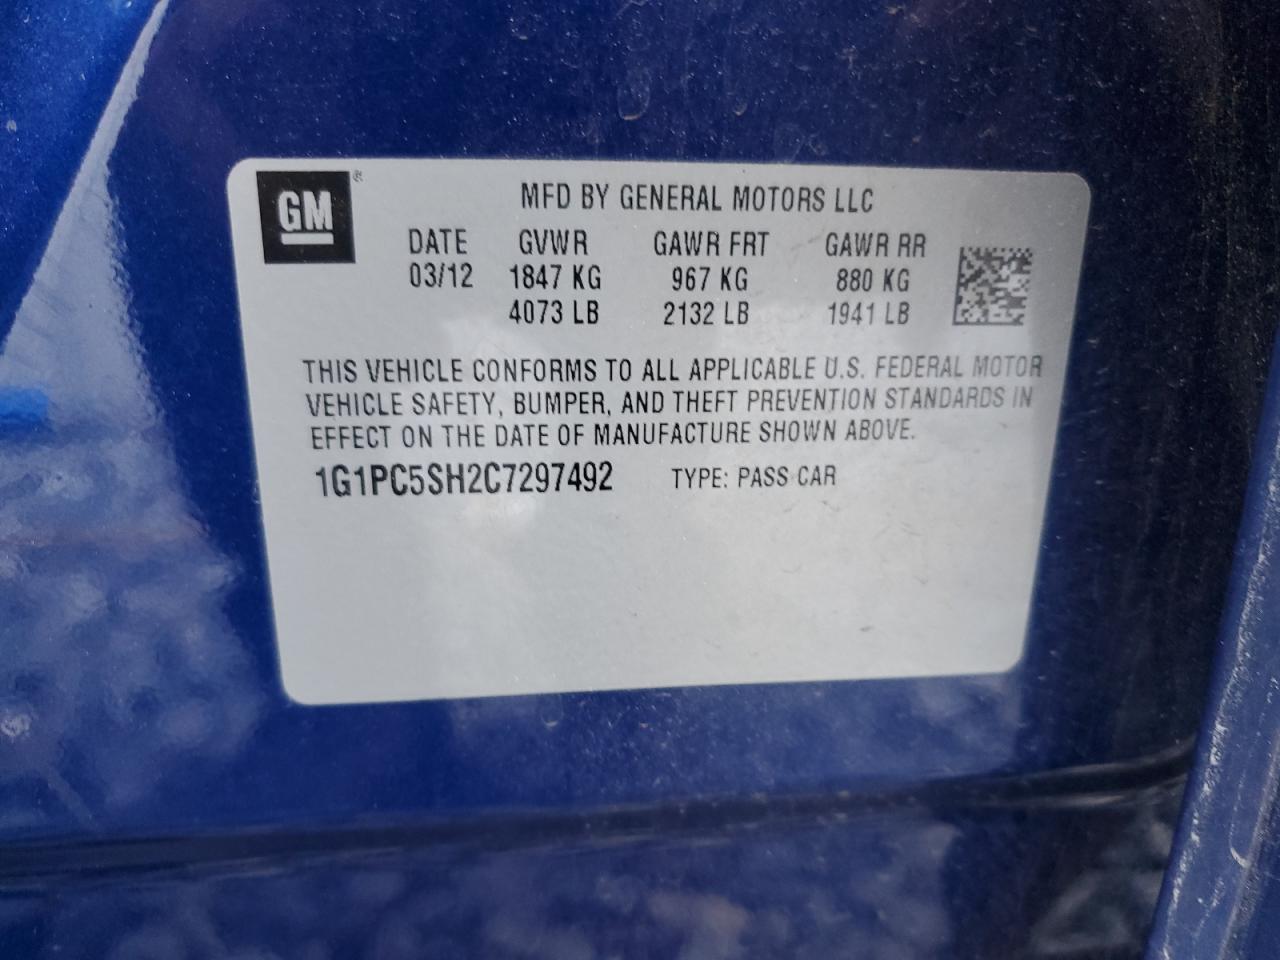 GM®
MFD BY GENERAL MOTORS LLC
DATE GVWR GAWR FRT GAWR RR
03/12 1847 KG 967 KG 880 KG
4073 LB 2132 LB 1941 LB
THIS VEHICLE CONFORMS TO ALL APPLICABLE U.S. FEDERAL MOTOR
VEHICLE SAFETY, BUMPER, AND THEFT PREVENTION STANDARDS IN
EFFECT ON THE DATE OF MANUFACTURE SHOWN ABOVE.
1G1PC5SH2C7297492 TYPE: PASS CAR